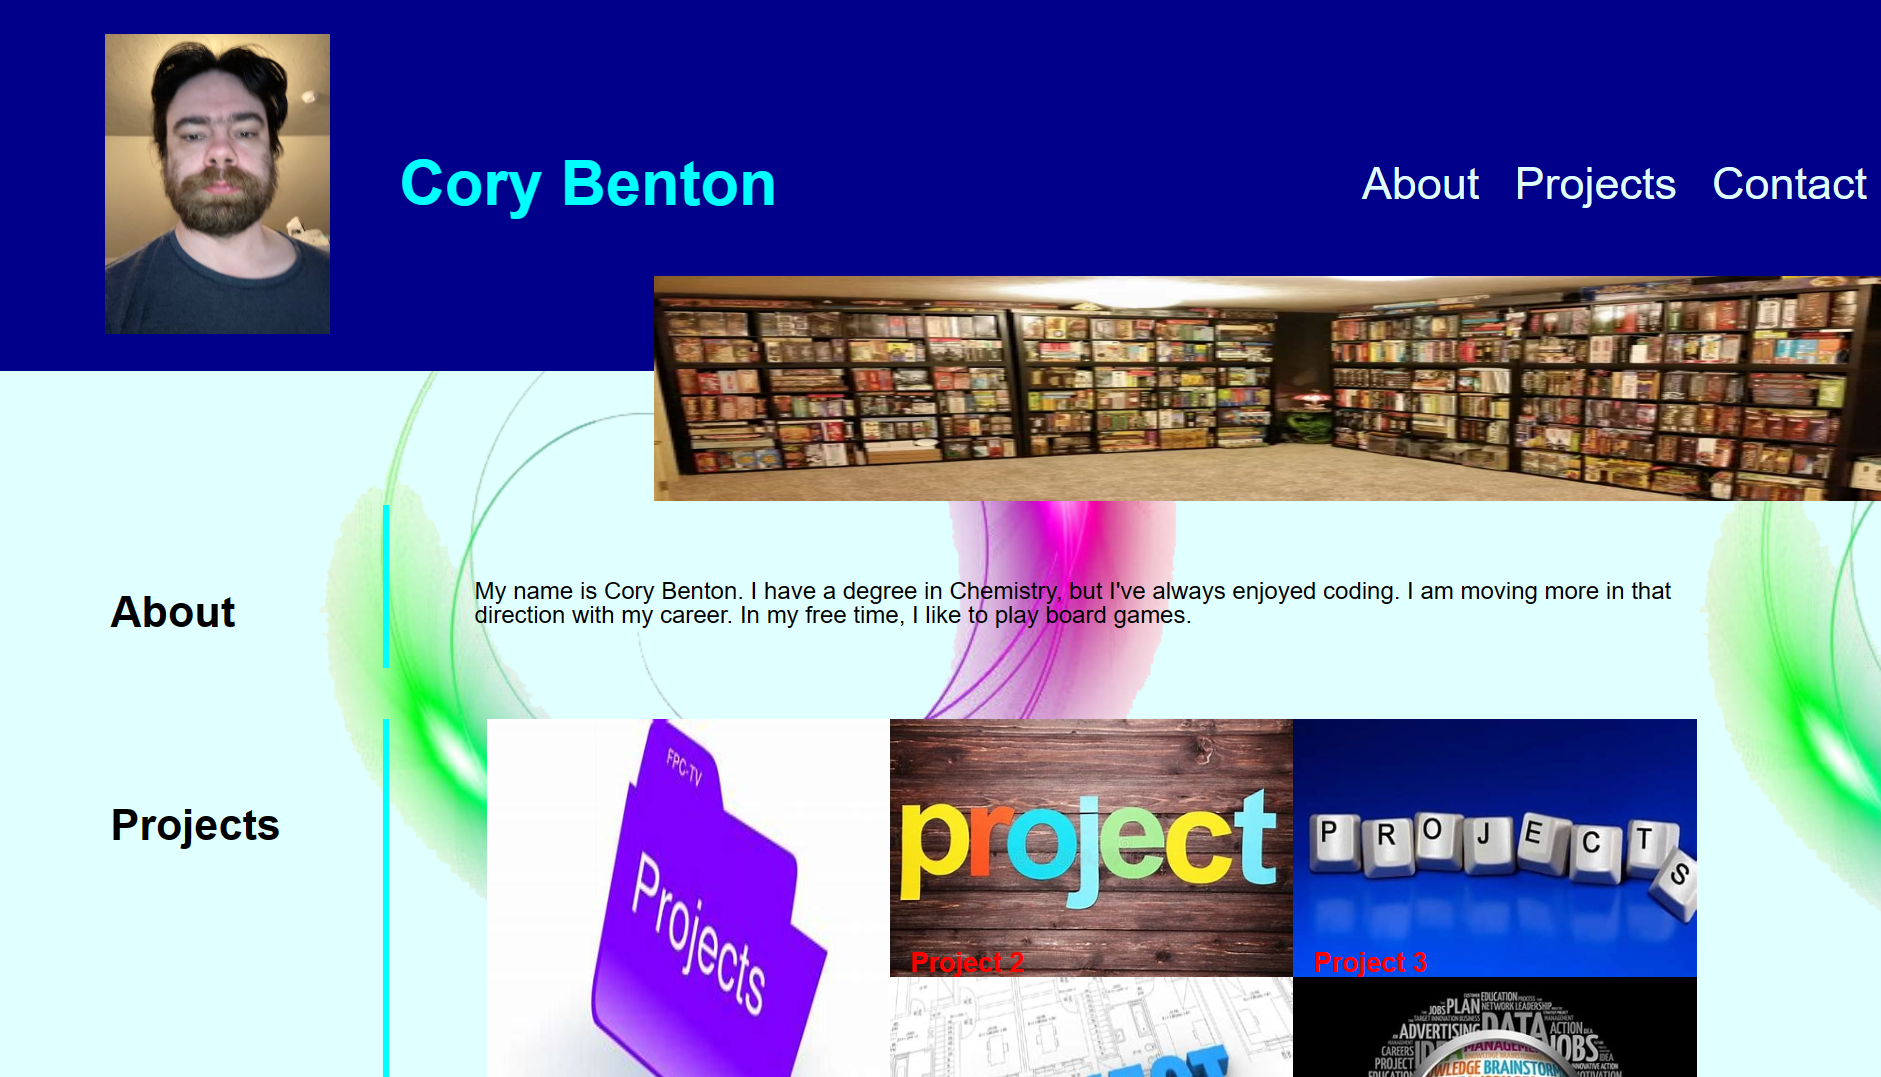 Cory Benton
About Projects Contact
About
My name is Cory Benton. I have a degree in Chemistry, but I've always enjoyed coding. I am moving more in that
direction with my career. In my free time, I like to play board games.
Projects
FPC-TV
Projects
project
PROJECTS
Project 2
Project 3
JOBS PLAN EDUCATION
NETWORK LEADERSHIP
ADVERTISING DATA ACTION IDEA
MANAGEMENT
CAREERS JOBS IDEA
PROJECT
EDUCATION BRAINSTORM